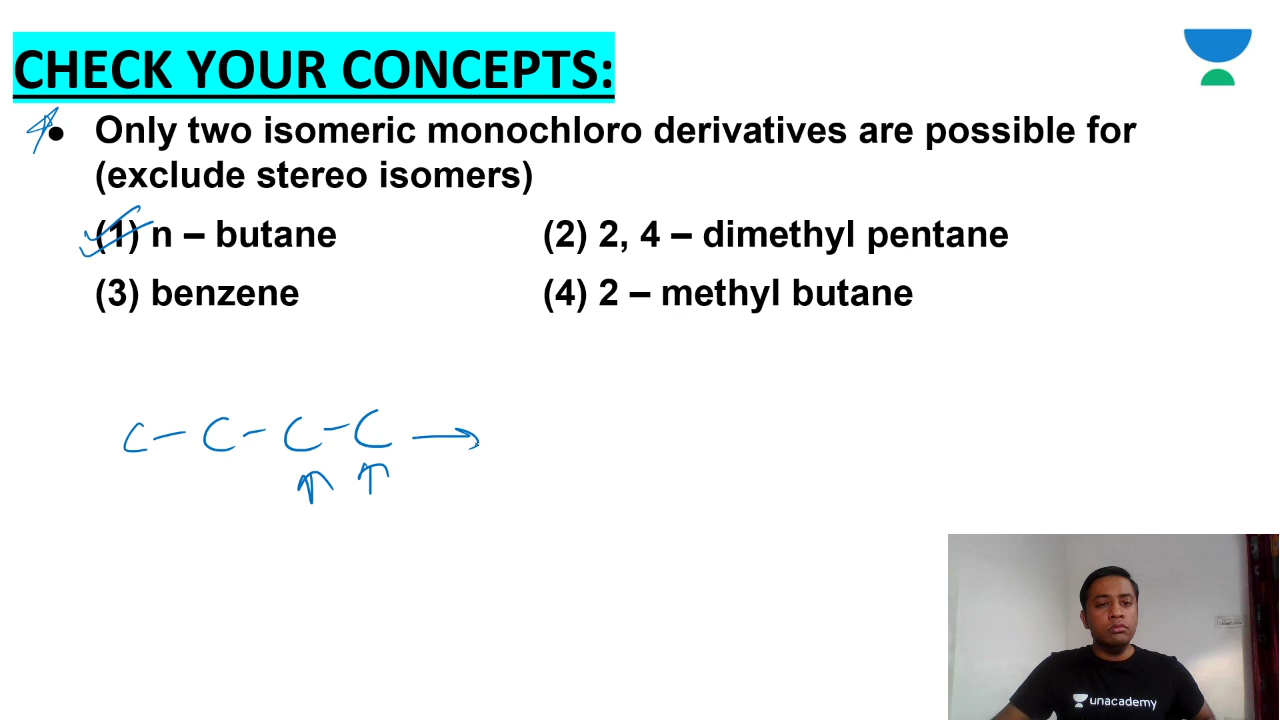 CHECK YOUR CONCEPTS:
• Only two isomeric monochloro derivatives are possible for
(exclude stereo isomers)
(1) n – butane (2) 2, 4 – dimethyl pentane
(3) benzene (4) 2 – methyl butane
C – C – C – C →
unacademy